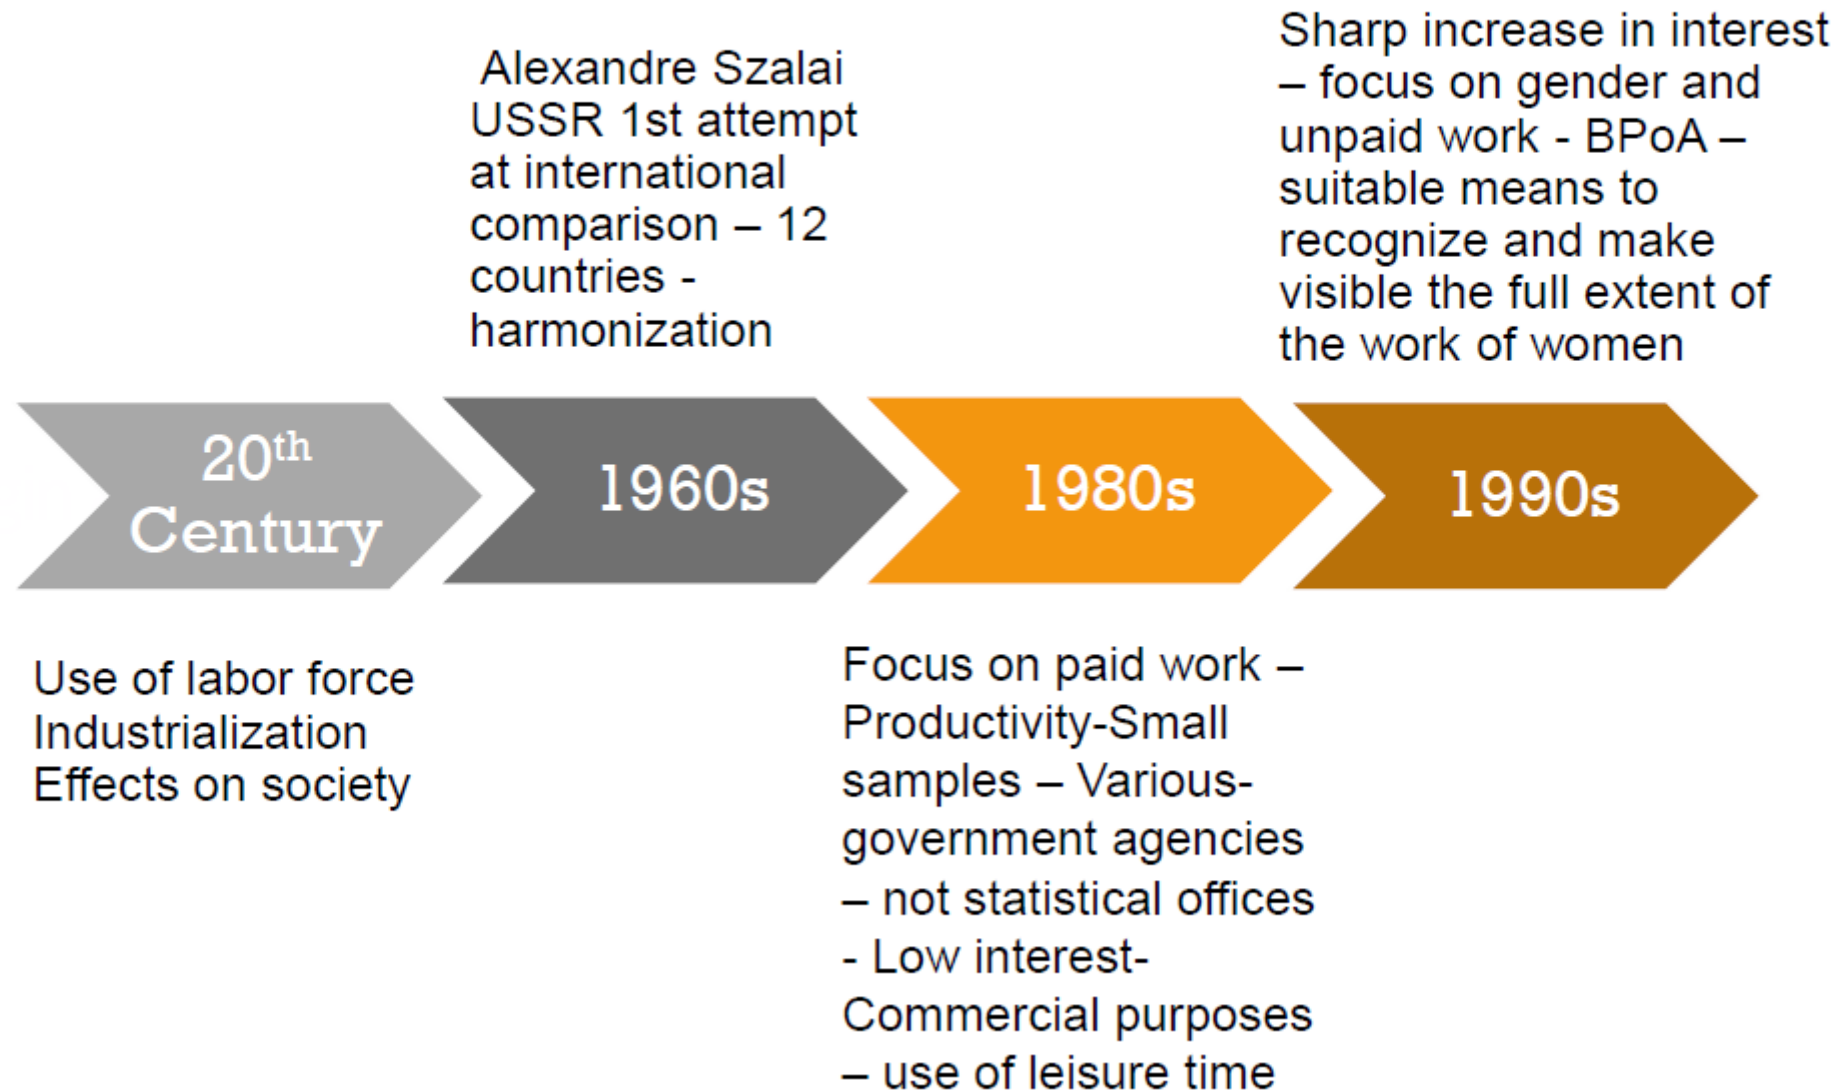 20th
Century
Use of labor force
Industrialization
Effects on society
Alexandre Szalai
USSR 1st attempt
at international
comparison – 12
countries -
harmonization
1960s
1980s
Focus on paid work –
Productivity-Small
samples – Various-
government agencies
– not statistical offices
- Low interest-
Commercial purposes
– use of leisure time
Sharp increase in interest
– focus on gender and
unpaid work - BPoA –
suitable means to
recognize and make
visible the full extent of
the work of women
1990s